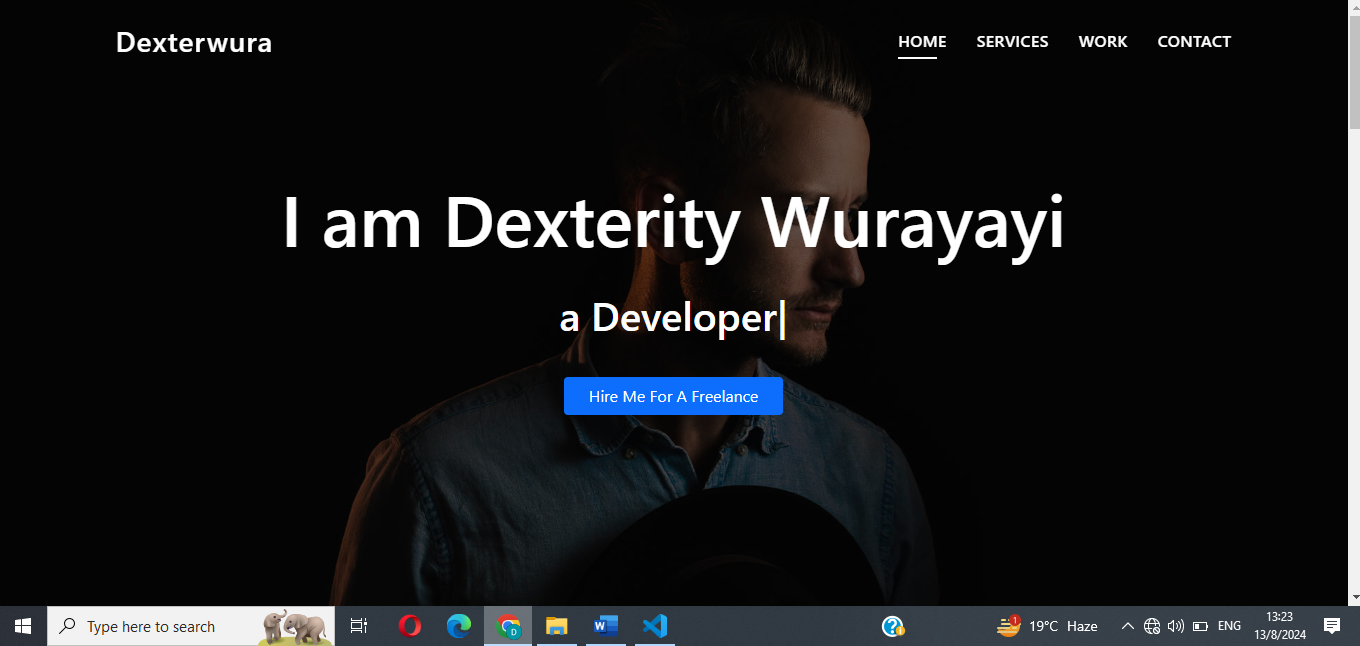 Dexterwura
HOME SERVICES WORK CONTACT
I am Dexterity Wurayayi
a Developer|
Hire Me For A Freelance
Type here to search
D
W
?
1
19°C Haze
ENG
13:23
13/8/2024